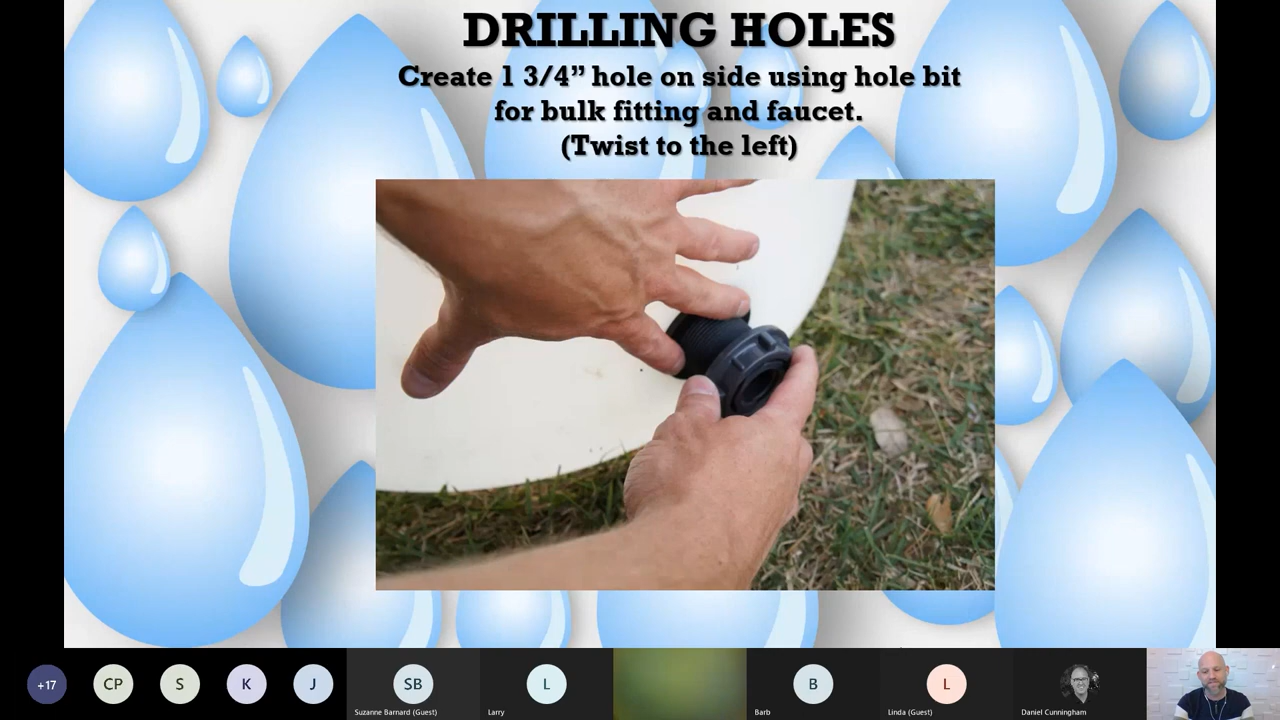 DRILLING HOLES
Create 1 3/4” hole on side using hole bit
for bulk fitting and faucet.
(Twist to the left)
+17
CP
S
K
J
SB
L
B
L
Suzanne Barnard (Guest)
Larry
Barb
Linda (Guest)
Daniel Cunningham